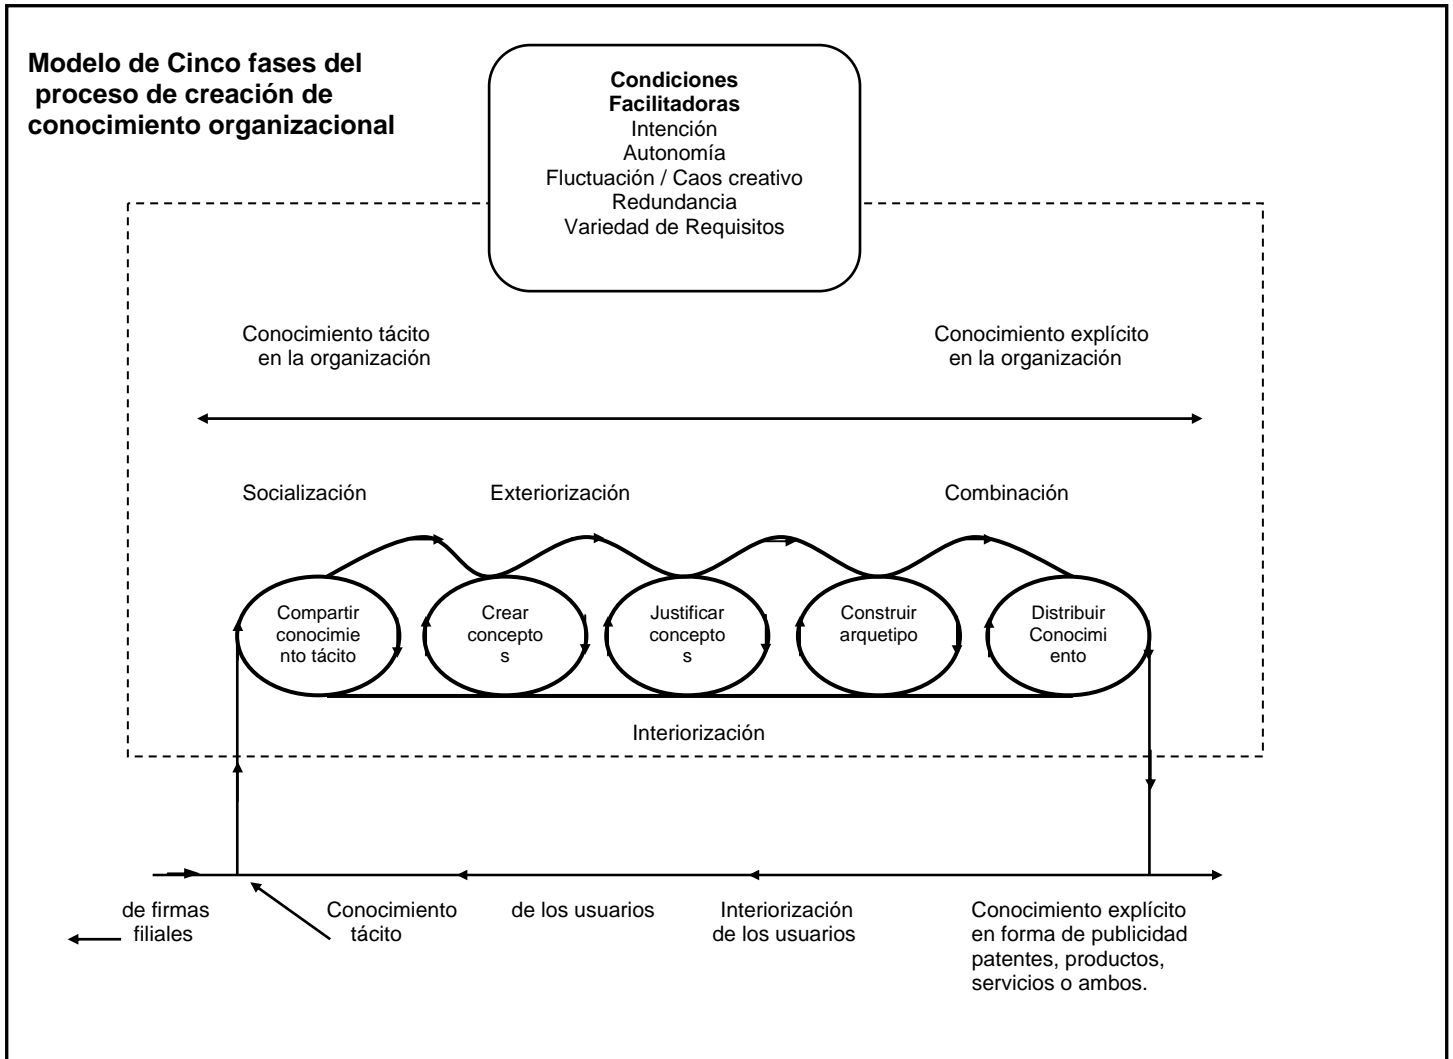 Modelo de Cinco fases del
proceso de creación de
conocimiento organizacional
Condiciones
Facilitadoras
Intención
Autonomía
Fluctuación / Caos creativo
Redundancia
Variedad de Requisitos
Conocimiento tácito
en la organización
Conocimiento explícito
en la organización
Socialización
Exteriorización
Combinación
Compartir
conocimie
nto tácito
Crear
concepto
s
Justificar
concepto
s
Construir
arquetipo
Distribuir
Conocimi
ento
Interiorización
de firmas
filiales
Conocimiento
tácito
de los usuarios
Interiorización
de los usuarios
Conocimiento explícito
en forma de publicidad
patentes, productos,
servicios o ambos.